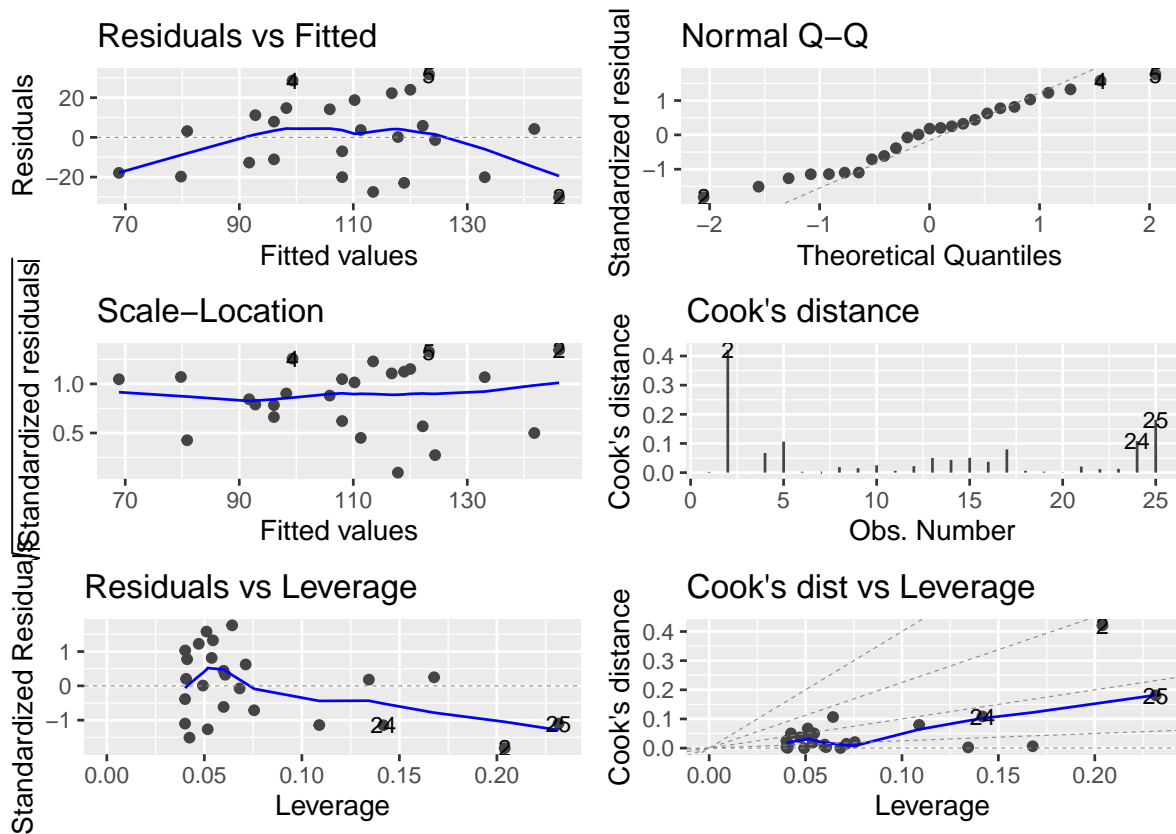 Residuals vs Fitted
Residuals
20
0
−20
4
5
2
70 90 110 130
Fitted values
Normal Q−Q
Standardized residual
1
0
−1
2
4
5
−2 −1 0 1 2
Theoretical Quantiles
Scale−Location
√|Standardized residuals|
1.0
0.5
4
5
2
70 90 110 130
Fitted values
Cook's distance
Cook's distance
0.4
0.3
0.2
0.1
0.0
2
24
25
0 5 10 15 20 25
Obs. Number
Residuals vs Leverage
Standardized Residuals
1
0
−1
24
25
2
0.00 0.05 0.10 0.15 0.20
Leverage
Cook's dist vs Leverage
Cook's distance
0.4
0.3
0.2
0.1
0.0
2
25
24
0.00 0.05 0.10 0.15 0.20
Leverage